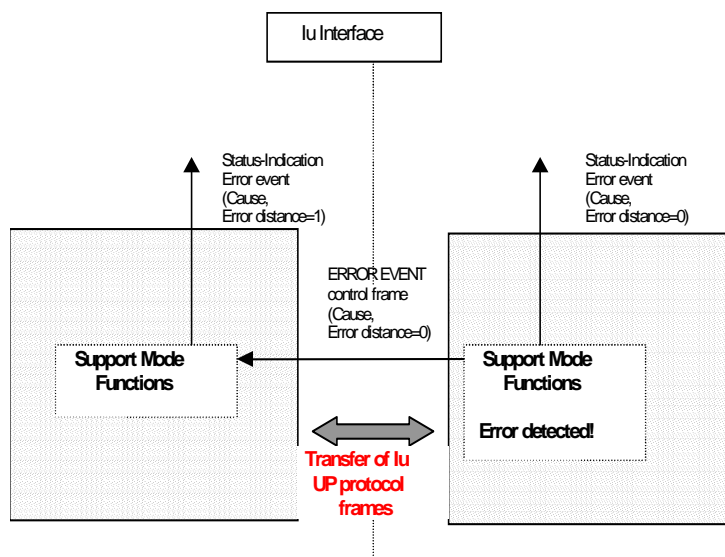 Iu Interface
Status-Indication
Error event
(Cause,
Error distance=1)
Status-Indication
Error event
(Cause,
Error distance=0)
ERROR EVENT
control frame
(Cause,
Error distance=0)
Support Mode
Functions
Support Mode
Functions
Error detected!
Transfer of Iu
UP protocol
frames